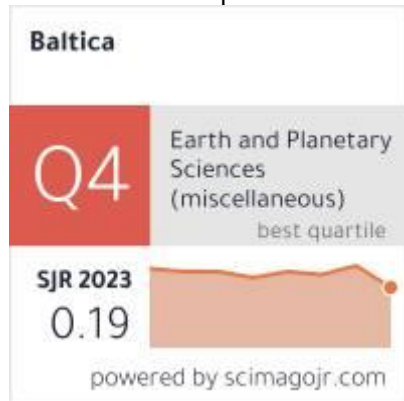 Baltica
Q4
Earth and Planetary
Sciences
(miscellaneous)
best quartile
SJR 2023
0.19
powered by scimagojr.com